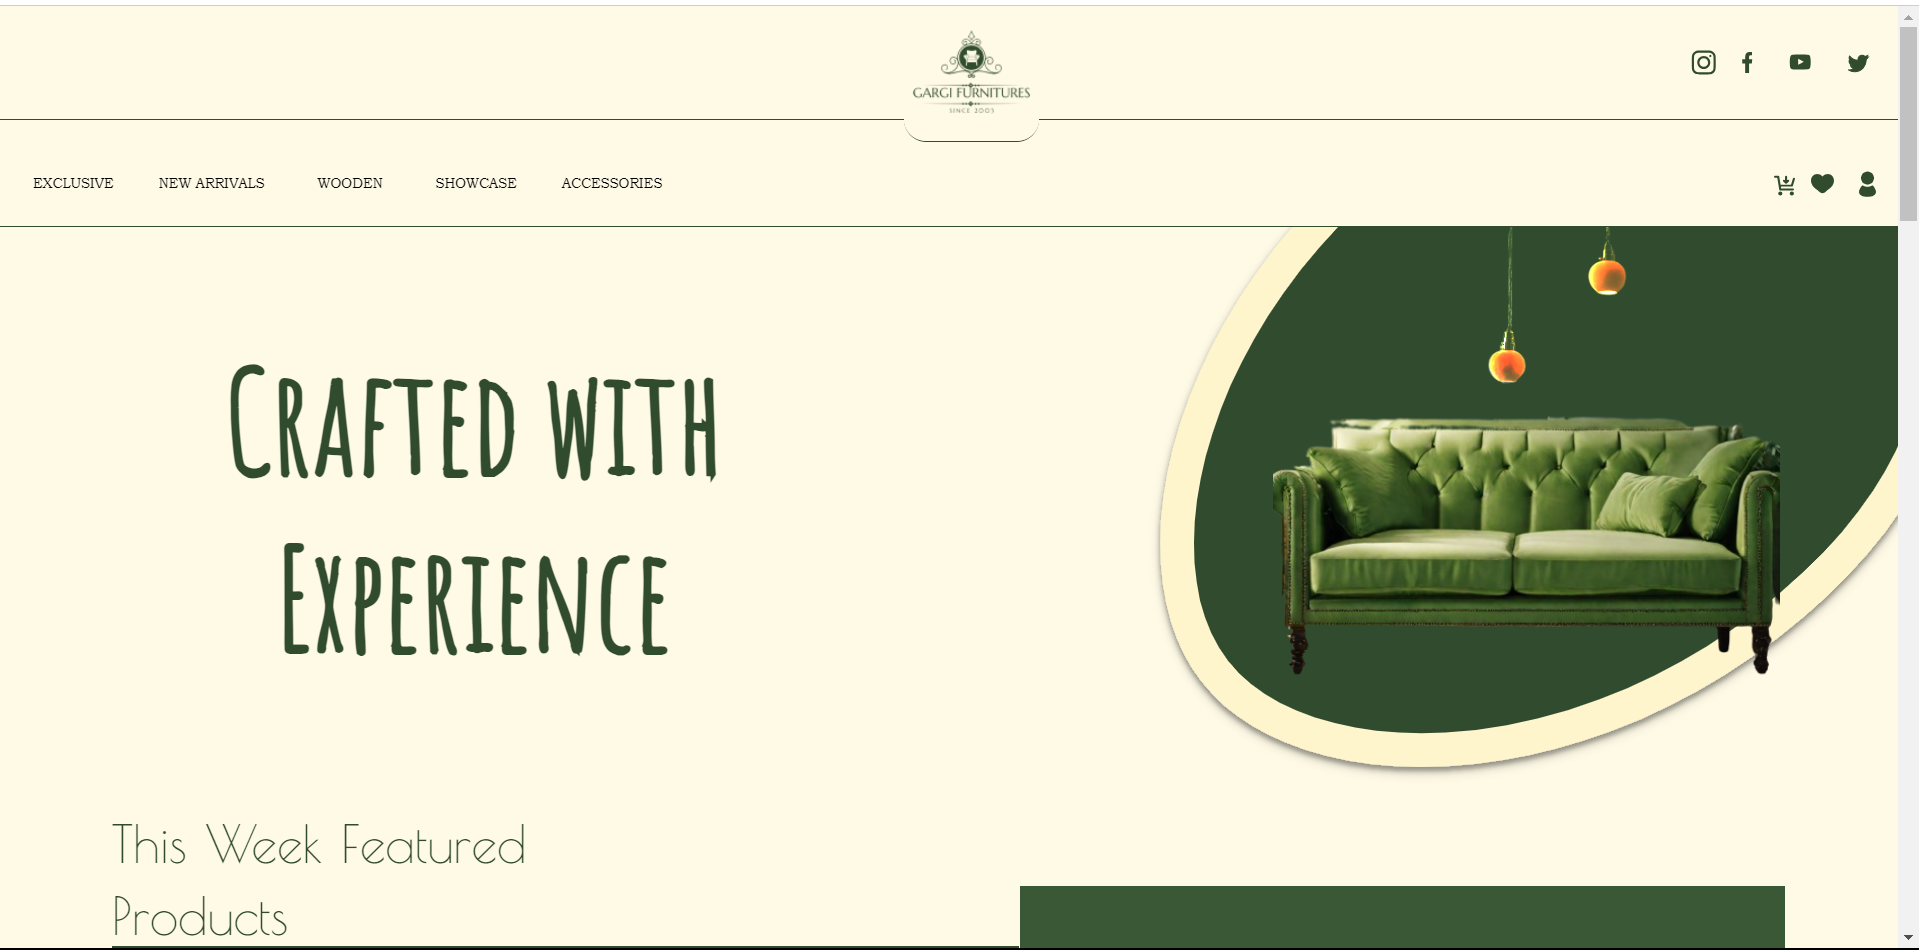 GARGI FURNITURES
SINCE 2003
EXCLUSIVE NEW ARRIVALS WOODEN SHOWCASE ACCESSORIES
CRAFTED WITH
EXPERIENCE
This Week Featured
Products